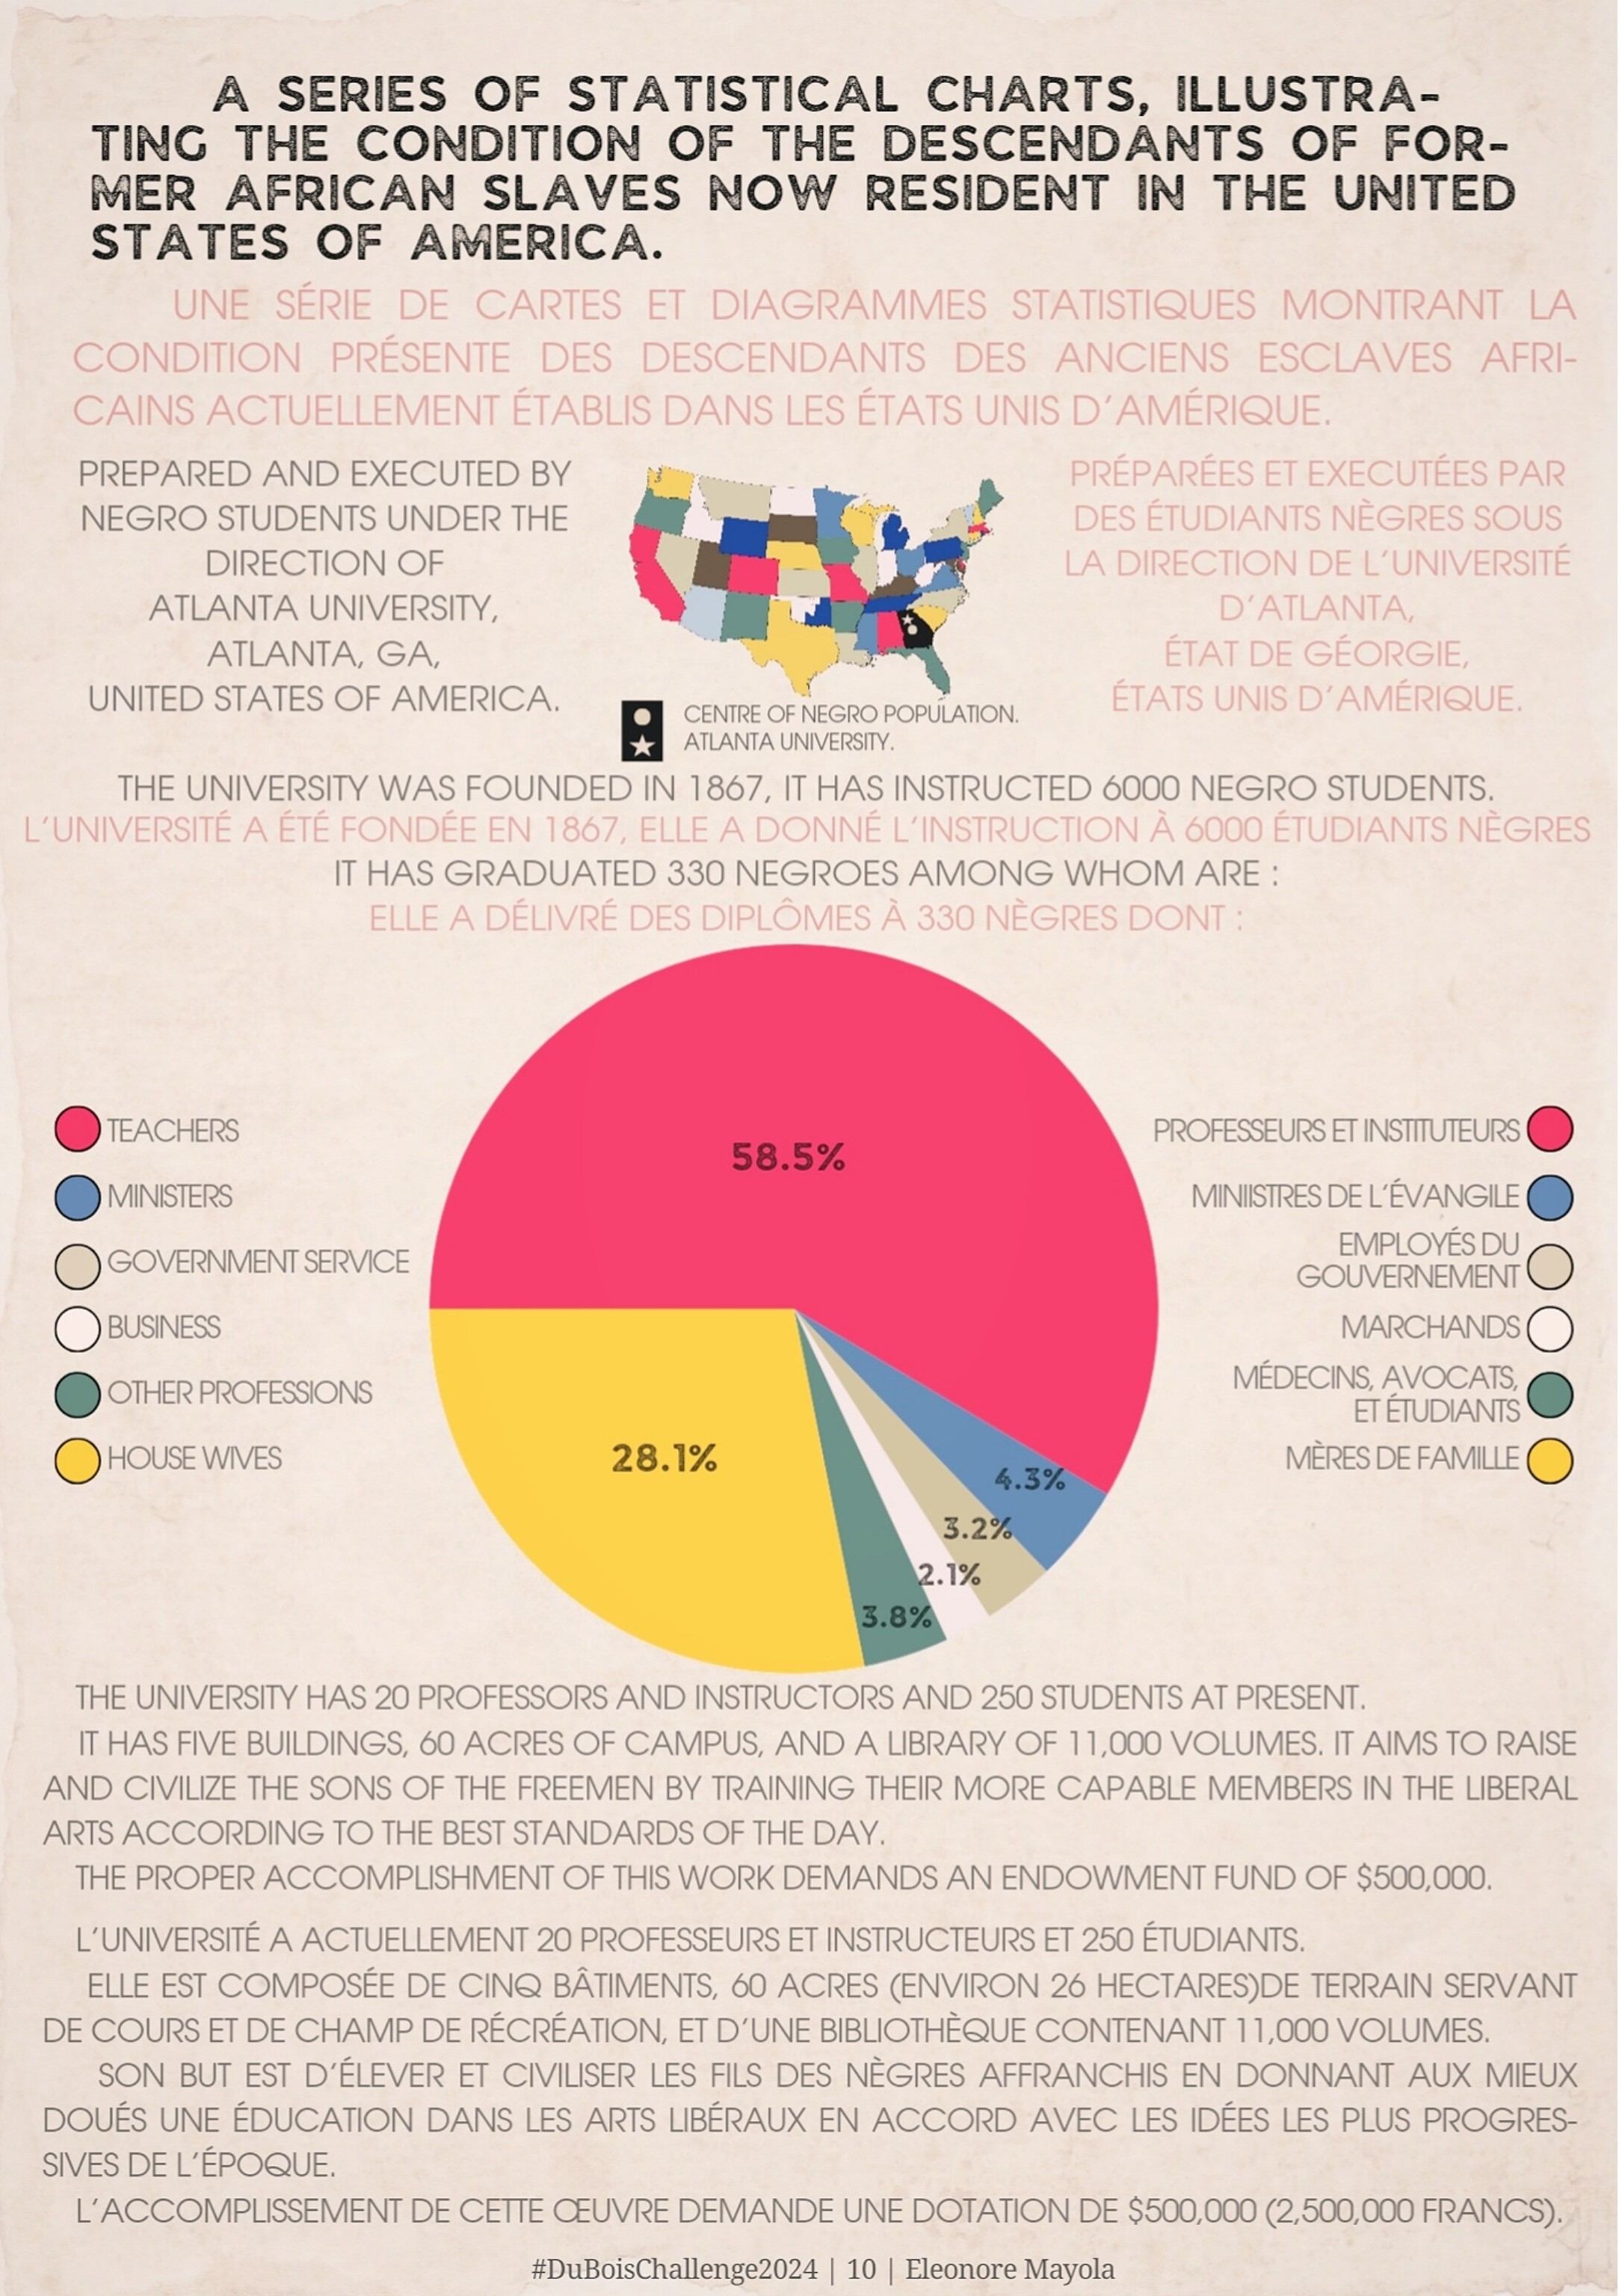 A SERIES OF STATISTICAL CHARTS, ILLUSTRA-
TING THE CONDITION OF THE DESCENDANTS OF FOR-
MER AFRICAN SLAVES NOW RESIDENT IN THE UNITED
STATES OF AMERICA.
UNE SÉRIE DE CARTES ET DIAGRAMMES STATISTIQUES MONTRANT LA
CONDITION PRÉSENTE DES DESCENDANTS DES ANCIENS ESCLAVES AFRI-
CAINS ACTUELLEMENT ÉTABLIS DANS LES ÉTATS UNIS D'AMÉRIQUE.
PREPARED AND EXECUTED BY
NEGRO STUDENTS UNDER THE
DIRECTION OF
ATLANTA UNIVERSITY,
ATLANTA, GA,
UNITED STATES OF AMERICA.
CENTRE OF NEGRO POPULATION.
ATLANTA UNIVERSITY.
PRÉPARÉES ET EXECUTÉES PAR
DES ÉTUDIANTS NÈGRES SOUS
LA DIRECTION DE L'UNIVERSITÉ
D'ATLANTA,
ÉTAT DE GÉORGIE,
ÉTATS UNIS D'AMÉRIQUE.
THE UNIVERSITY WAS FOUNDED IN 1867, IT HAS INSTRUCTED 6000 NEGRO STUDENTS.
L'UNIVERSITÉ A ÉTÉ FONDÉE EN 1867, ELLE A DONNÉ L'INSTRUCTION À 6000 ÉTUDIANTS NÈGRES
IT HAS GRADUATED 330 NEGROES AMONG WHOM ARE :
ELLE A DÉLIVRÉ DES DIPLÔMES À 330 NÈGRES DONT :
TEACHERS
MINISTERS
GOVERNMENT SERVICE
BUSINESS
OTHER PROFESSIONS
HOUSE WIVES
58.5%
4.3%
3.2%
2.1%
3.8%
28.1%
PROFESSEURS ET INSTITUTEURS
MINIISTRES DE L'ÉVANGILE
EMPLOYÉS DU
GOUVERNEMENT
MARCHANDS
MÉDECINS, AVOCATS,
ET ÉTUDIANTS
MÈRES DE FAMILLE
THE UNIVERSITY HAS 20 PROFESSORS AND INSTRUCTORS AND 250 STUDENTS AT PRESENT.
IT HAS FIVE BUILDINGS, 60 ACRES OF CAMPUS, AND A LIBRARY OF 11,000 VOLUMES. IT AIMS TO RAISE
AND CIVILIZE THE SONS OF THE FREEMEN BY TRAINING THEIR MORE CAPABLE MEMBERS IN THE LIBERAL
ARTS ACCORDING TO THE BEST STANDARDS OF THE DAY.
THE PROPER ACCOMPLISHMENT OF THIS WORK DEMANDS AN ENDOWMENT FUND OF $500,000.
L'UNIVERSITÉ A ACTUELLEMENT 20 PROFESSEURS ET INSTRUCTEURS ET 250 ÉTUDIANTS.
ELLE EST COMPOSÉE DE CINQ BÂTIMENTS, 60 ACRES (ENVIRON 26 HECTARES)DE TERRAIN SERVANT
DE COURS ET DE CHAMP DE RÉCRÉATION, ET D'UNE BIBLIOTHÈQUE CONTENANT 11,000 VOLUMES.
SON BUT EST D'ÉLEVER ET CIVILISER LES FILS DES NÈGRES AFFRANCHIS EN DONNANT AUX MIEUX
DOUÉS UNE ÉDUCATION DANS LES ARTS LIBÉRAUX EN ACCORD AVEC LES IDÉES LES PLUS PROGRES-
SIVES DE L'ÉPOQUE.
L'ACCOMPLISSEMENT DE CETTE ŒUVRE DEMANDE UNE DOTATION DE $500,000 (2,500,000 FRANCS).
#DuBoisChallenge2024 | 10 | Eleonore Mayola